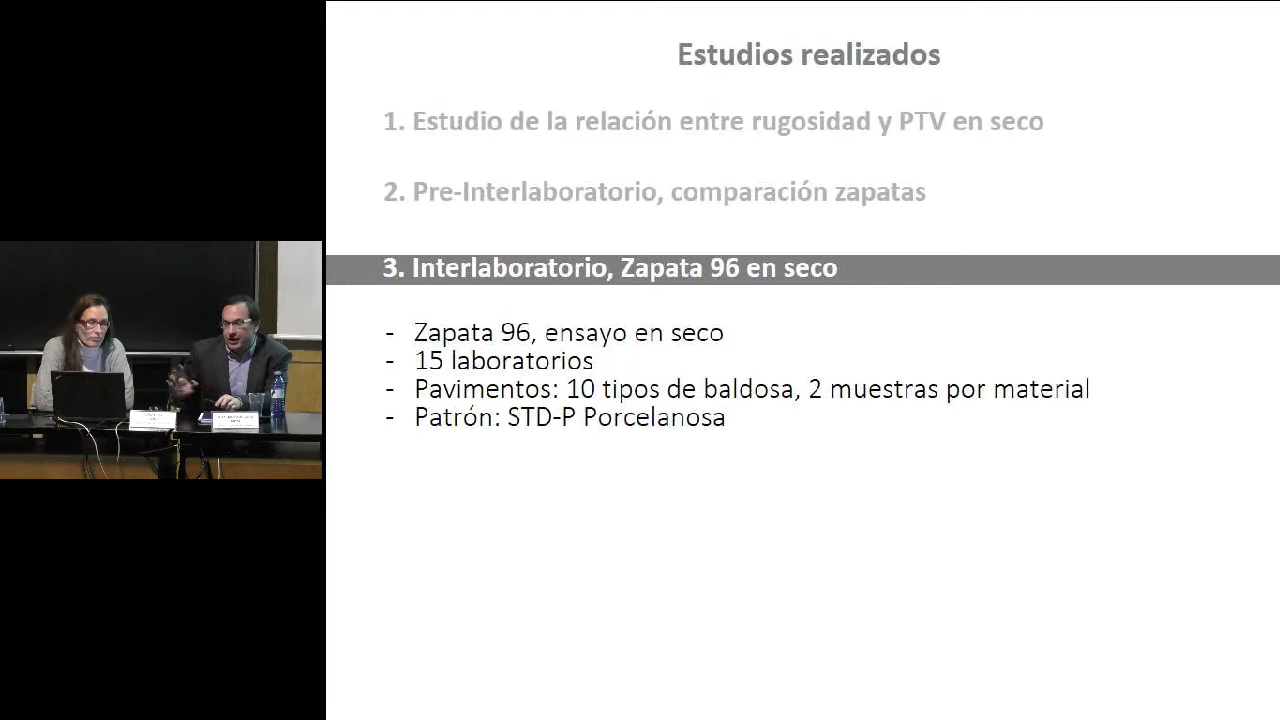 Estudios realizados
1. Estudio de la relación entre rugosidad y PTV en seco
2. Pre-Interlaboratorio, comparación zapatas
3. Interlaboratorio, Zapata 96 en seco
- Zapata 96, ensayo en seco
- 15 laboratorios
- Pavimentos: 10 tipos de baldosa, 2 muestras por material
- Patrón: STD-P Porcelanosa